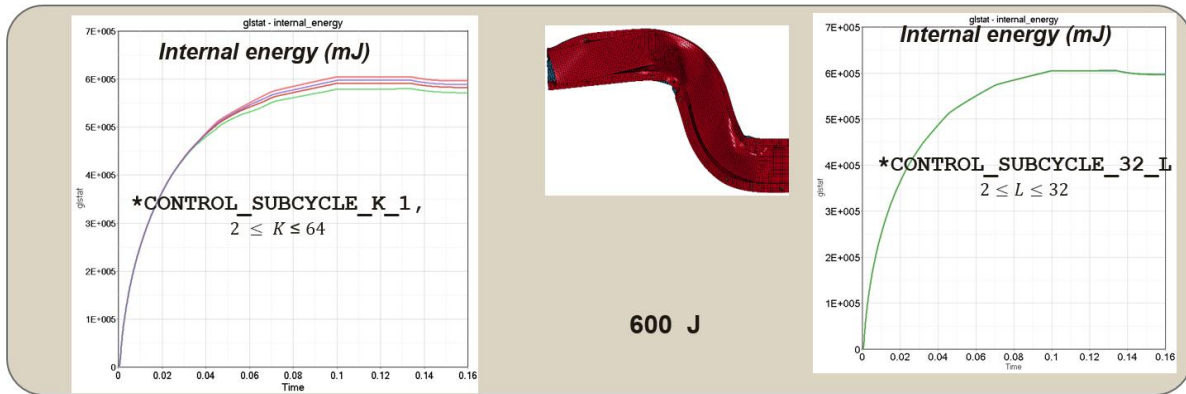 glstat - internal_energy
Internal energy (mJ)
7E+005
6E+005
5E+005
4E+005
3E+005
2E+005
1E+005
0
glstat
*CONTROL_SUBCYCLE_K_1,
2 ≤ K ≤ 64
0 0.02 0.04 0.06 0.08 0.1 0.12 0.14 0.16
Time
600 J
glstat - internal_energy
Internal energy (mJ)
7E+005
6E+005
5E+005
4E+005
3E+005
2E+005
1E+005
0
glstat
*CONTROL_SUBCYCLE_32_L
2 ≤ L ≤ 32
0 0.02 0.04 0.06 0.08 0.1 0.12 0.14 0.16
Time